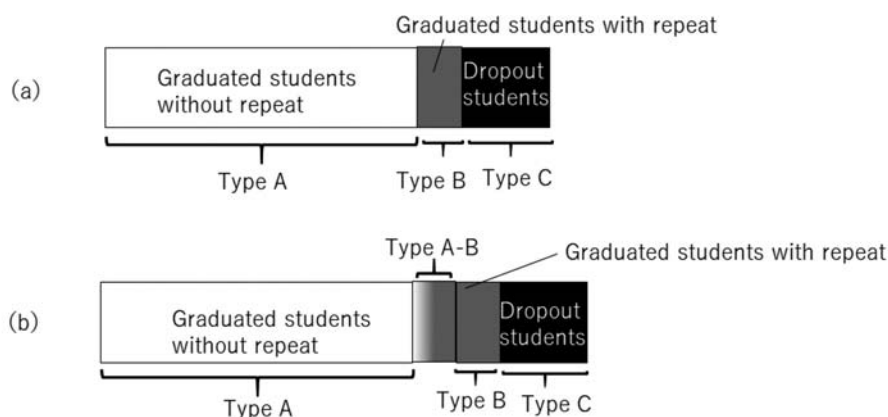 Graduated students with repeat
(a)
Graduated students
without repeat
Dropout
students
Type A
Type B
Type C
Type A-B
Graduated students with repeat
(b)
Graduated students
without repeat
Dropout
students
Type A
Type B
Type C